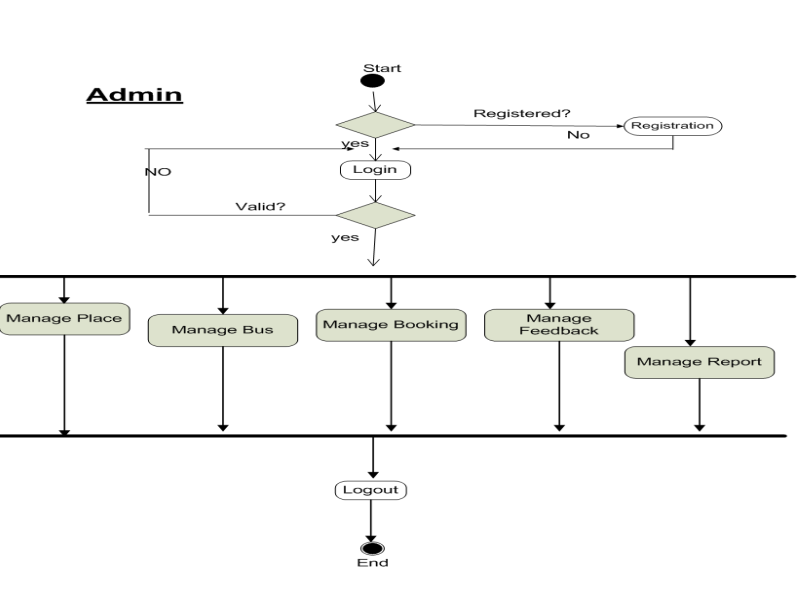 Start
Admin
Registered?
Registration
No
yes
Login
NO
Valid?
yes
Manage Place
Manage Bus
Manage Booking
Manage
Feedback
Manage Report
Logout
End